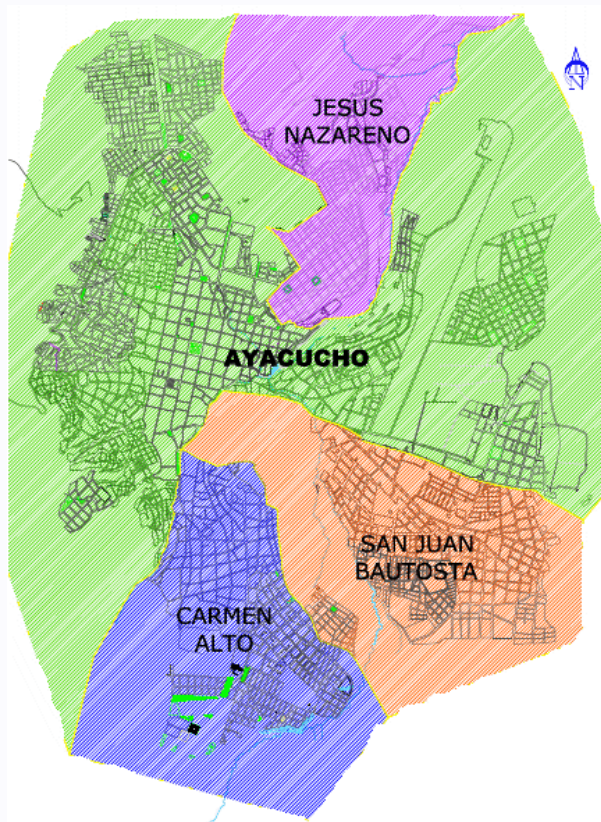 JESUS
NAZARENO
N
AYACUCHO
SAN JUAN
BAUTOSTA
CARMEN
ALTO